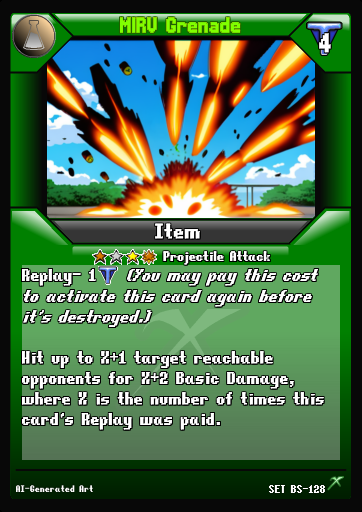 MIRV Grenade
4
Item
Projectile Attack
Replay- 1 (You may pay this cost
to activate this card again before
it's destroyed.)
Hit up to X+1 target reachable
opponents for X+2 Basic Damage,
where X is the number of times this
card's Replay was paid.
AI-Generated Art
SET BS-128